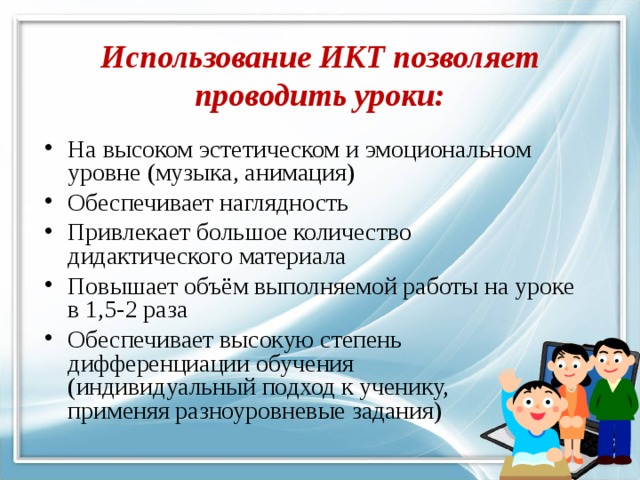 Использование ИКТ позволяет
проводить уроки:
• На высоком эстетическом и эмоциональном
уровне (музыка, анимация)
• Обеспечивает наглядность
• Привлекает большое количество
дидактического материала
• Повышает объём выполняемой работы на уроке
в 1,5-2 раза
• Обеспечивает высокую степень
дифференциации обучения
(индивидуальный подход к ученику,
применяя разноуровневые задания)